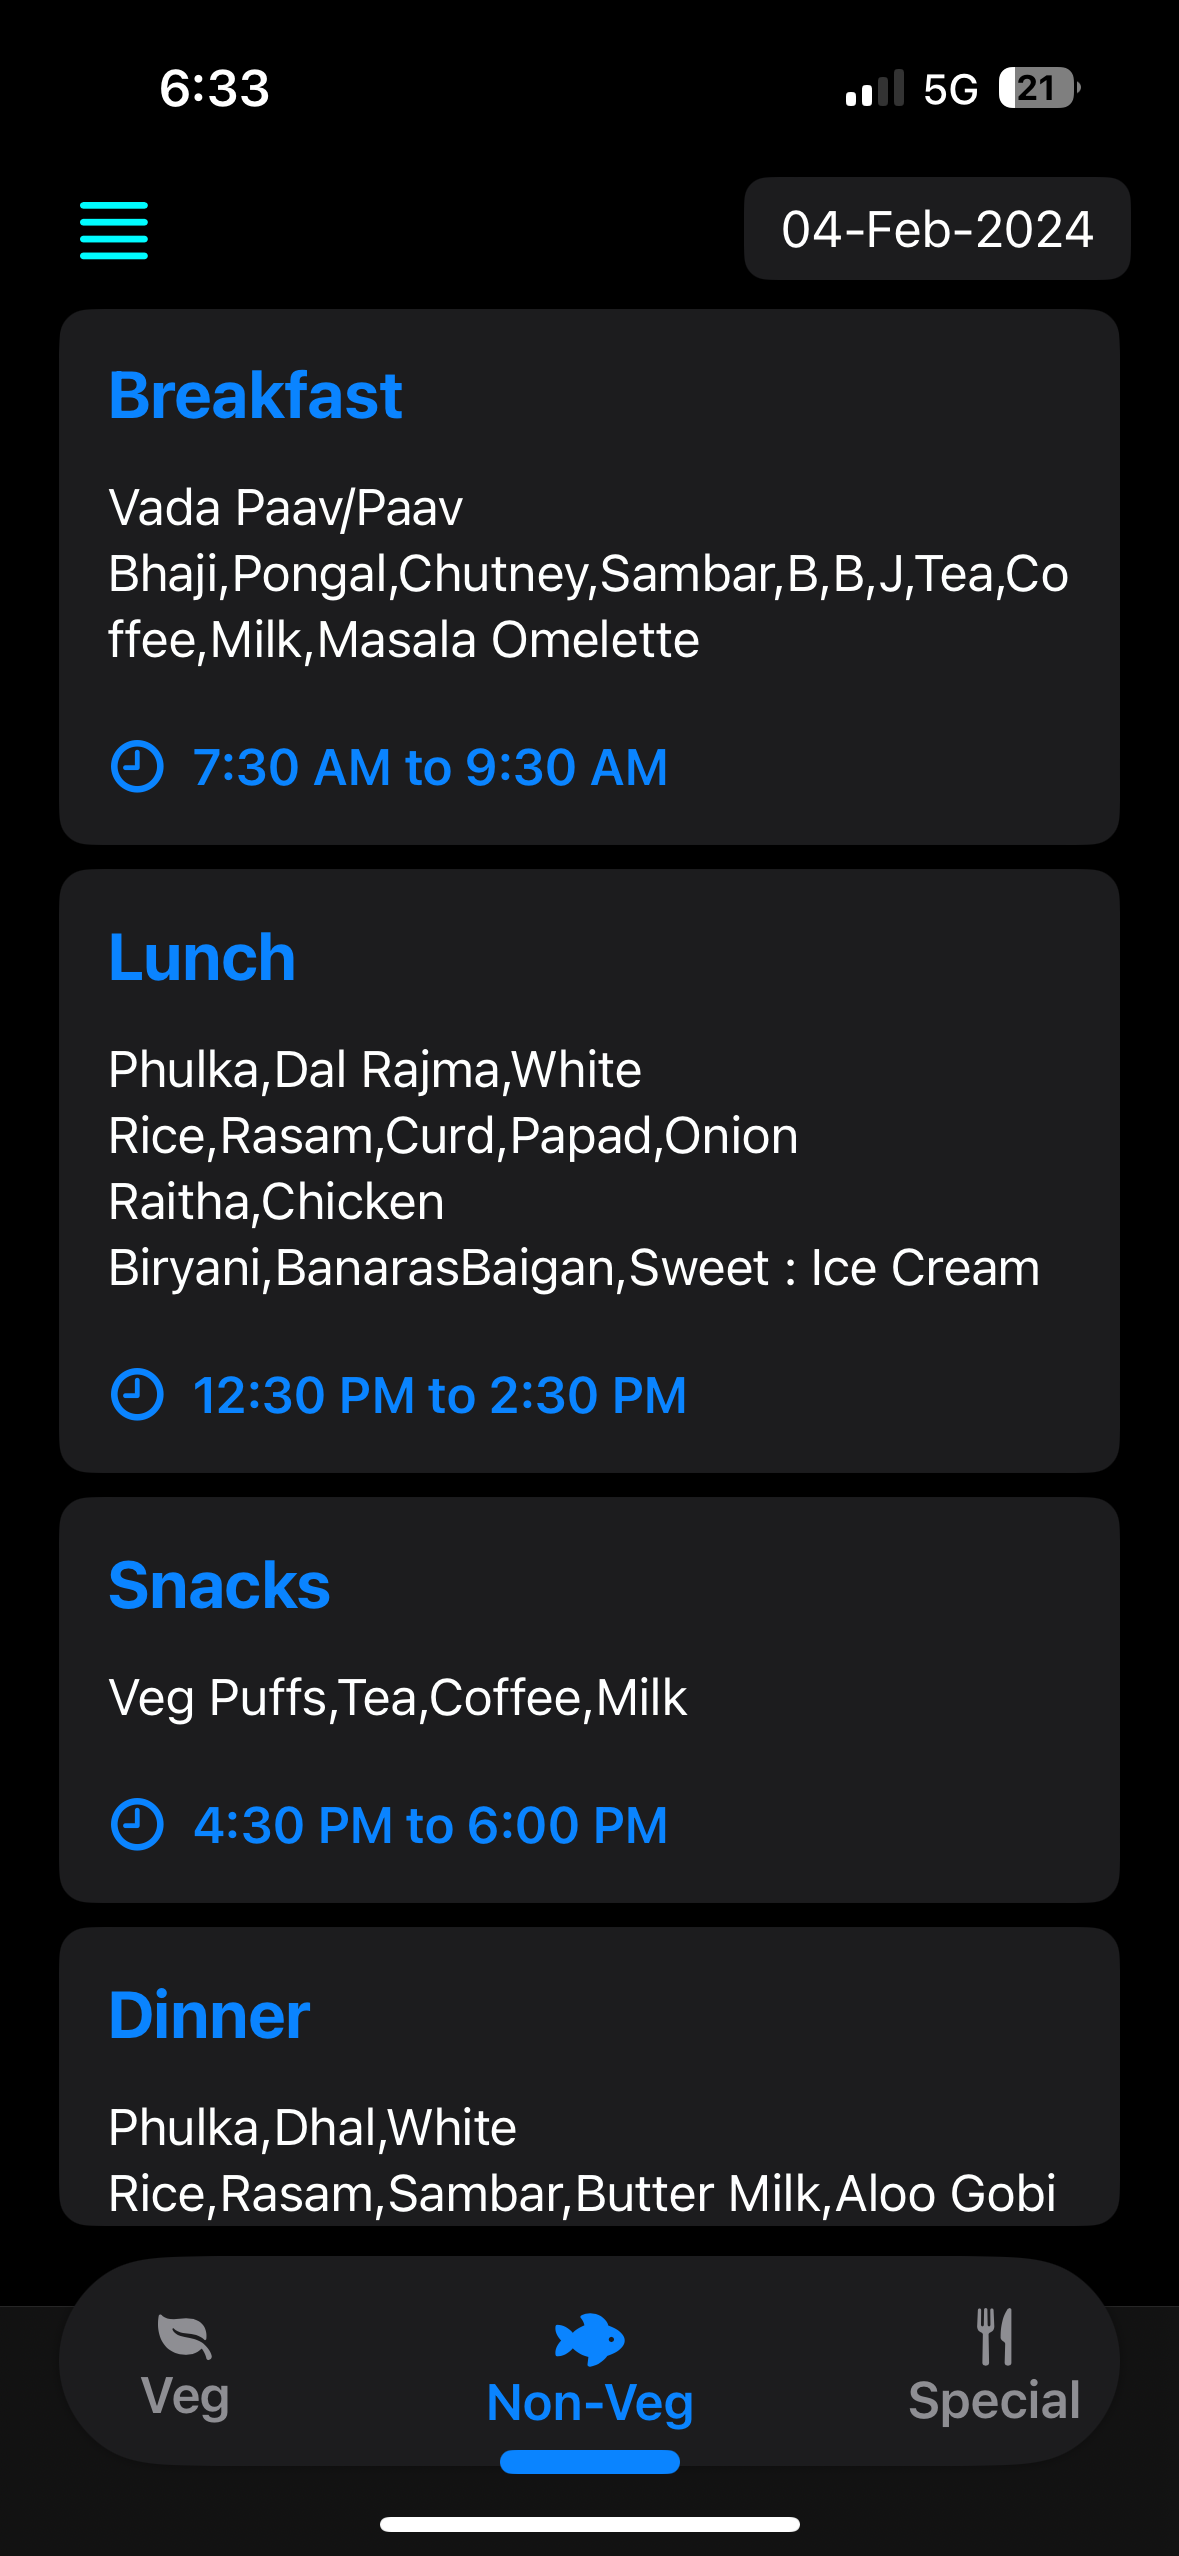 6:33
5G
21
04-Feb-2024
Breakfast
Vada Paav/Paav
Bhaji,Pongal,Chutney,Sambar,B,B,J,Tea,Co
ffee,Milk,Masala Omelette
7:30 AM to 9:30 AM
Lunch
Phulka,Dal Rajma,White
Rice,Rasam,Curd,Papad,Onion
Raitha,Chicken
Biryani,BanarasBaigan,Sweet : Ice Cream
12:30 PM to 2:30 PM
Snacks
Veg Puffs,Tea,Coffee,Milk
4:30 PM to 6:00 PM
Dinner
Phulka,Dhal,White
Rice,Rasam,Sambar,Butter Milk,Aloo Gobi
Veg
Non-Veg
Special